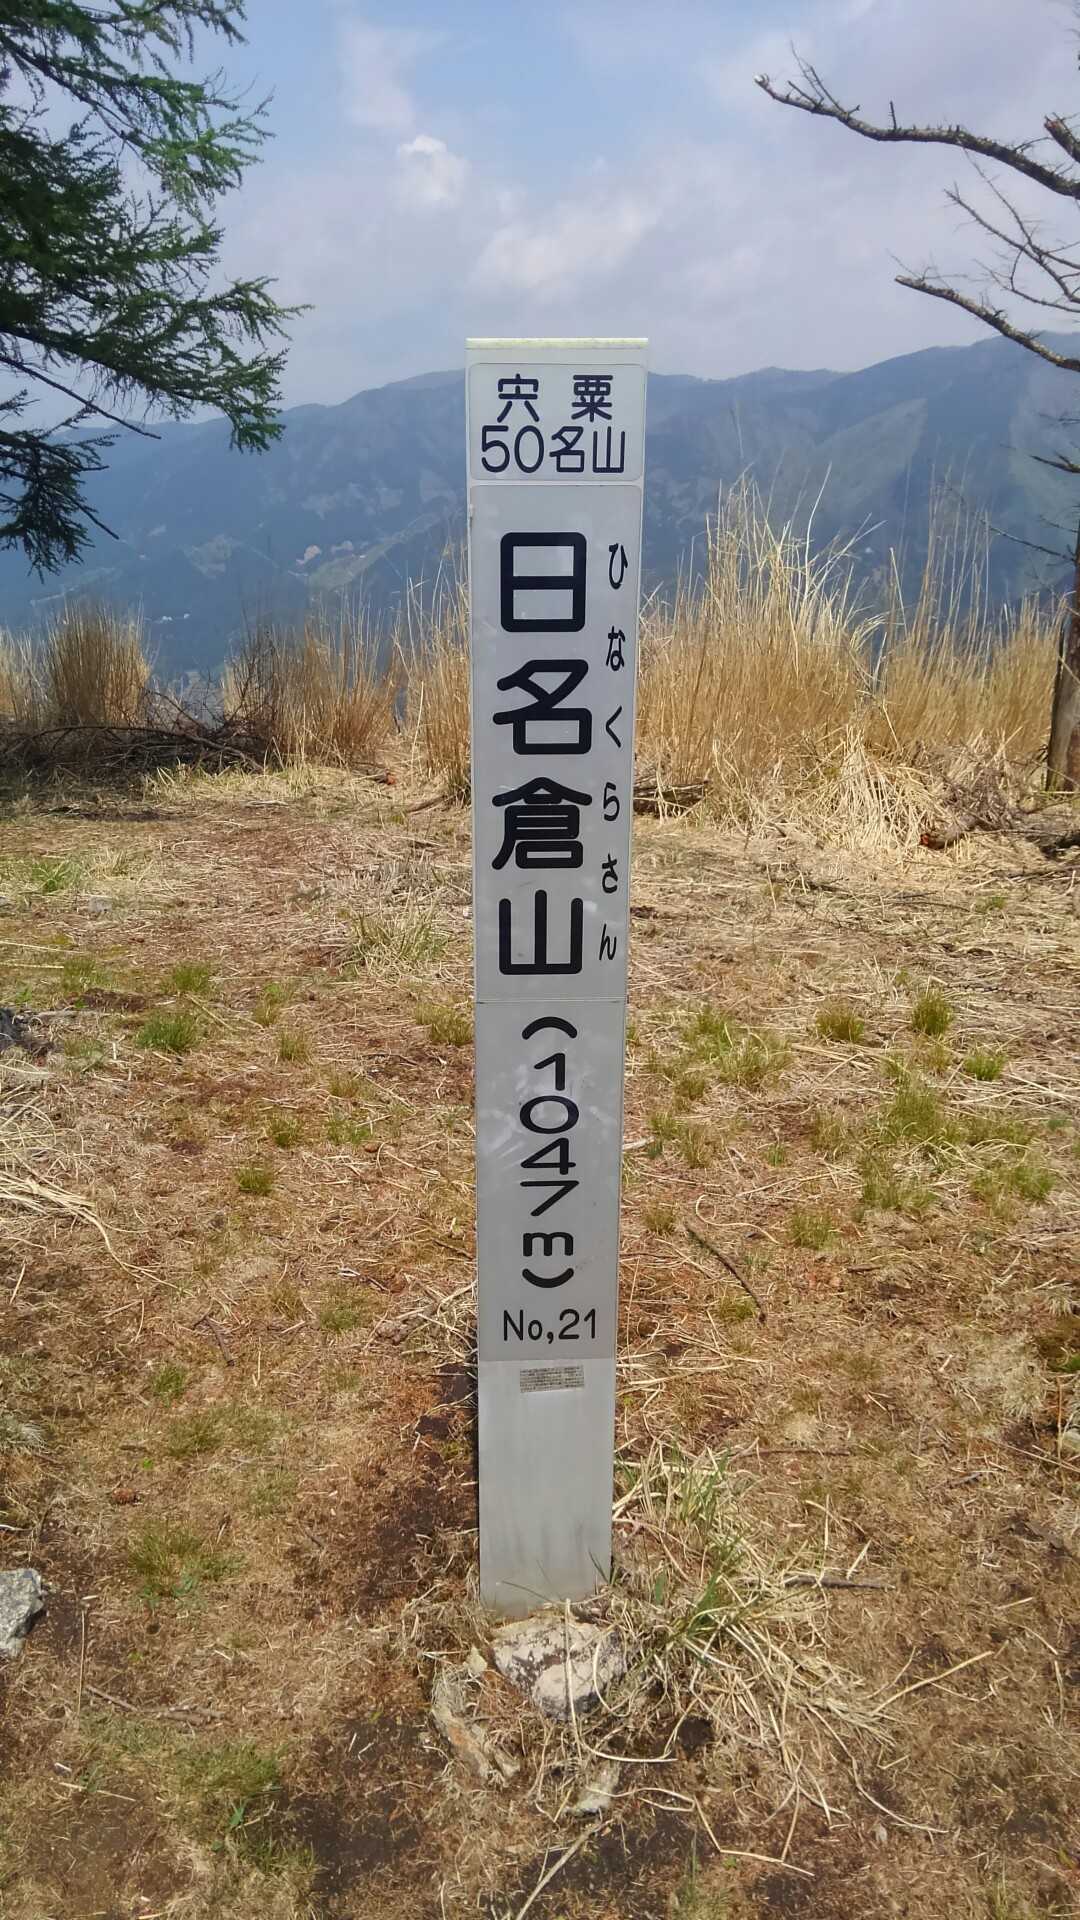 宍粟
50名山
日名倉山
ひなくらさん
(1047m)
No,21